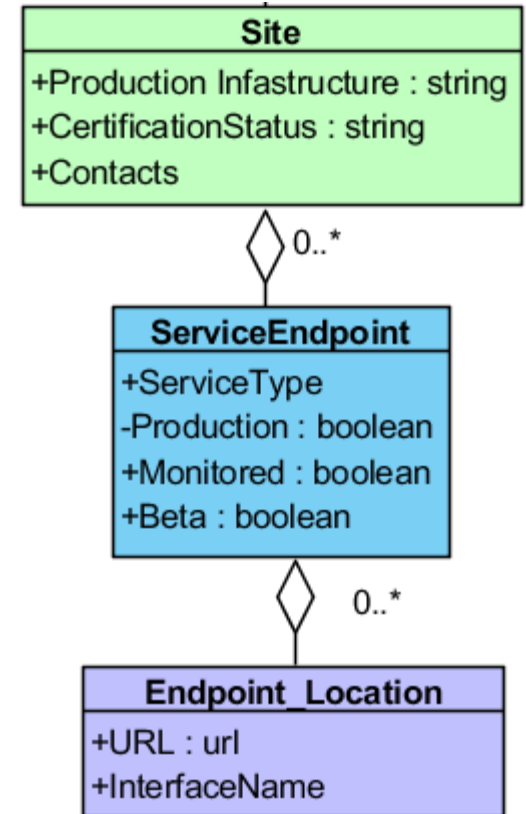 Site
+Production Infastructure : string
+CertificationStatus : string
+Contacts
0..*
ServiceEndpoint
+ServiceType
-Production : boolean
+Monitored : boolean
+Beta : boolean
0..*
Endpoint_Location
+URL : url
+InterfaceName